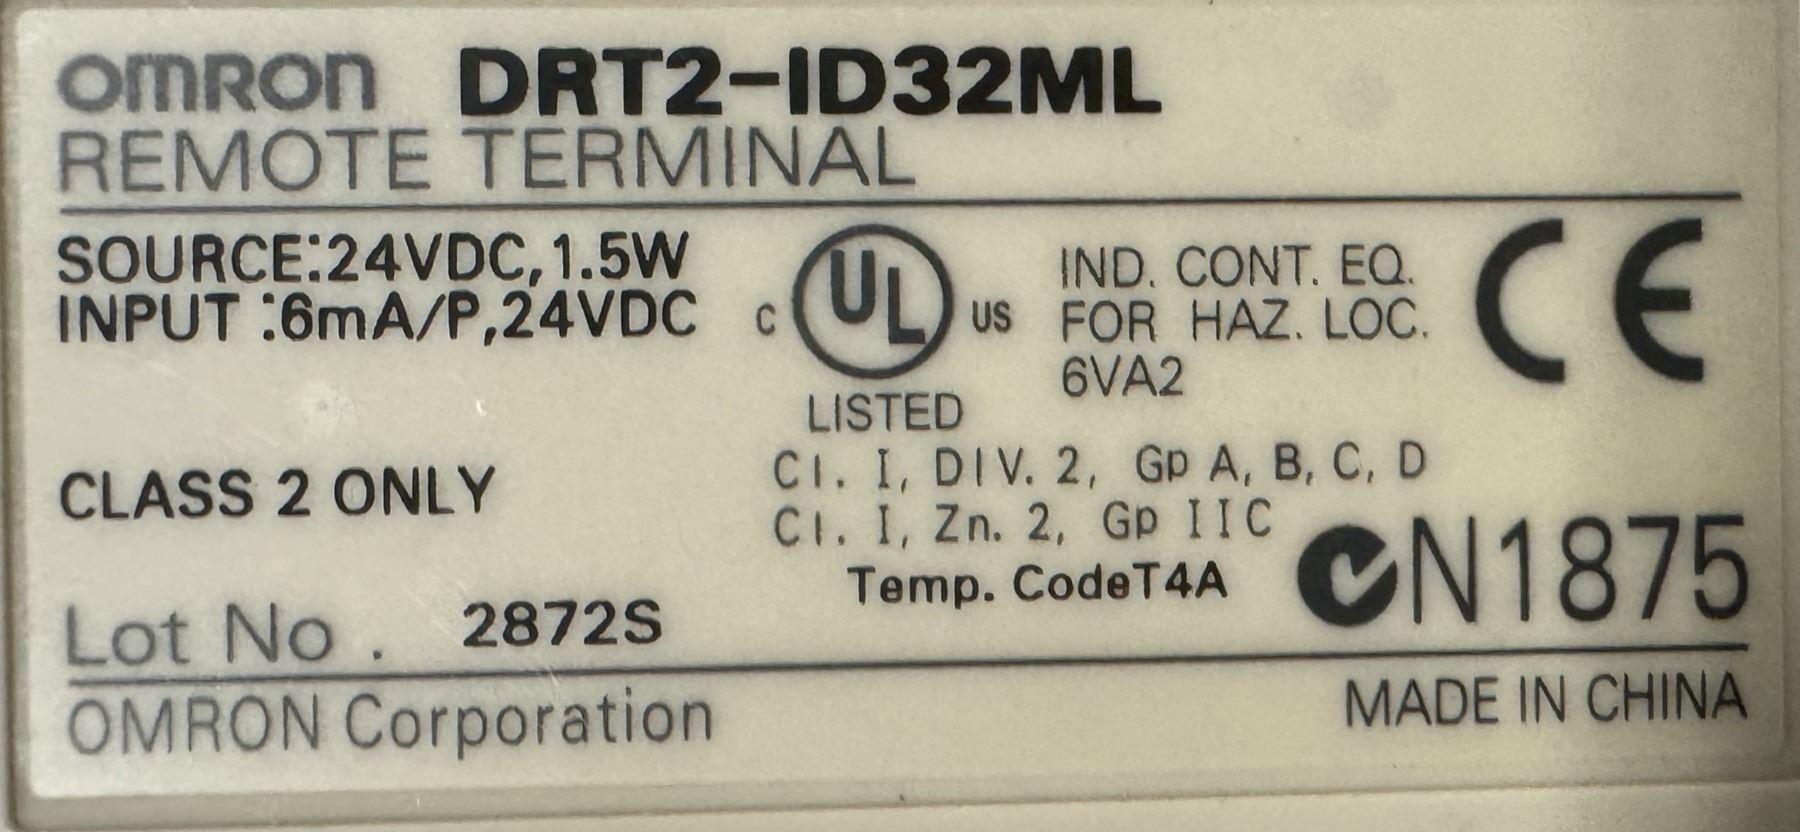 OMRON DRT2-ID32ML
REMOTE TERMINAL
SOURCE:24VDC,1.5W
INPUT :6mA/P,24VDC
C UL US
LISTED
IND. CONT. EQ.
FOR HAZ. LOC.
6VA2
CE
CLASS 2 ONLY
Cl. I, DIV. 2, Gp A, B, C, D
Cl. I, Zn. 2, Gp IIC
Temp. CodeT4A
N1875
Lot No. 2872S
OMRON Corporation
MADE IN CHINA